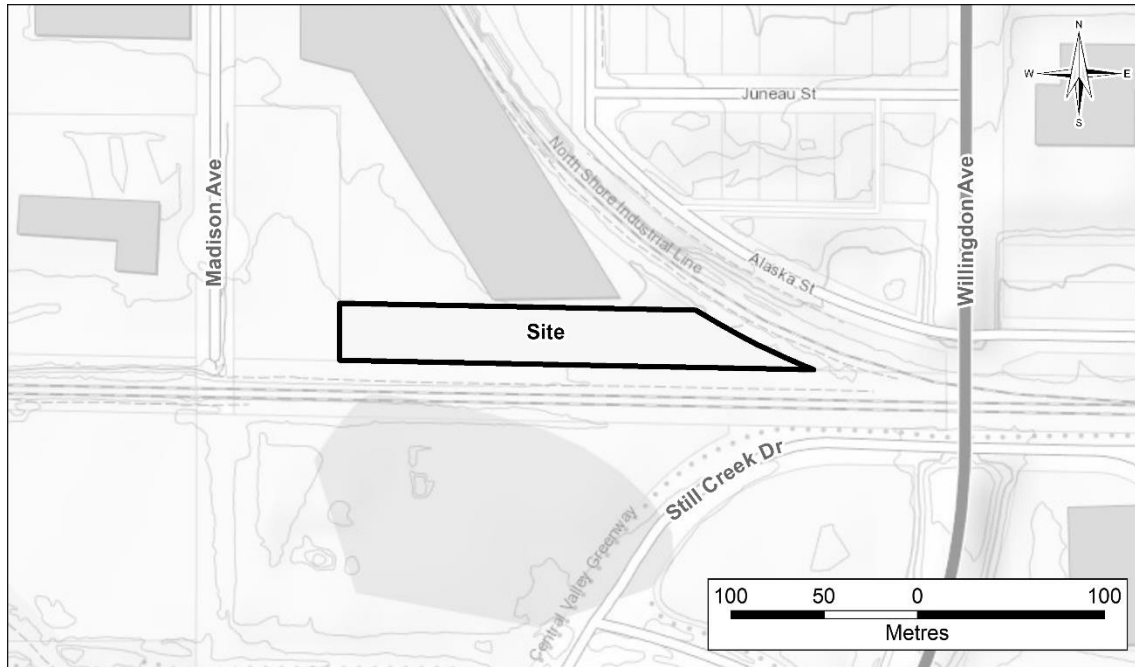 N
W E
S
Juneau St
Madison Ave
North Shore Industrial Line
Willingdon Ave
Alaska St
Site
Still Creek Dr
Central Valley Greenway
100 50 0 100
Metres